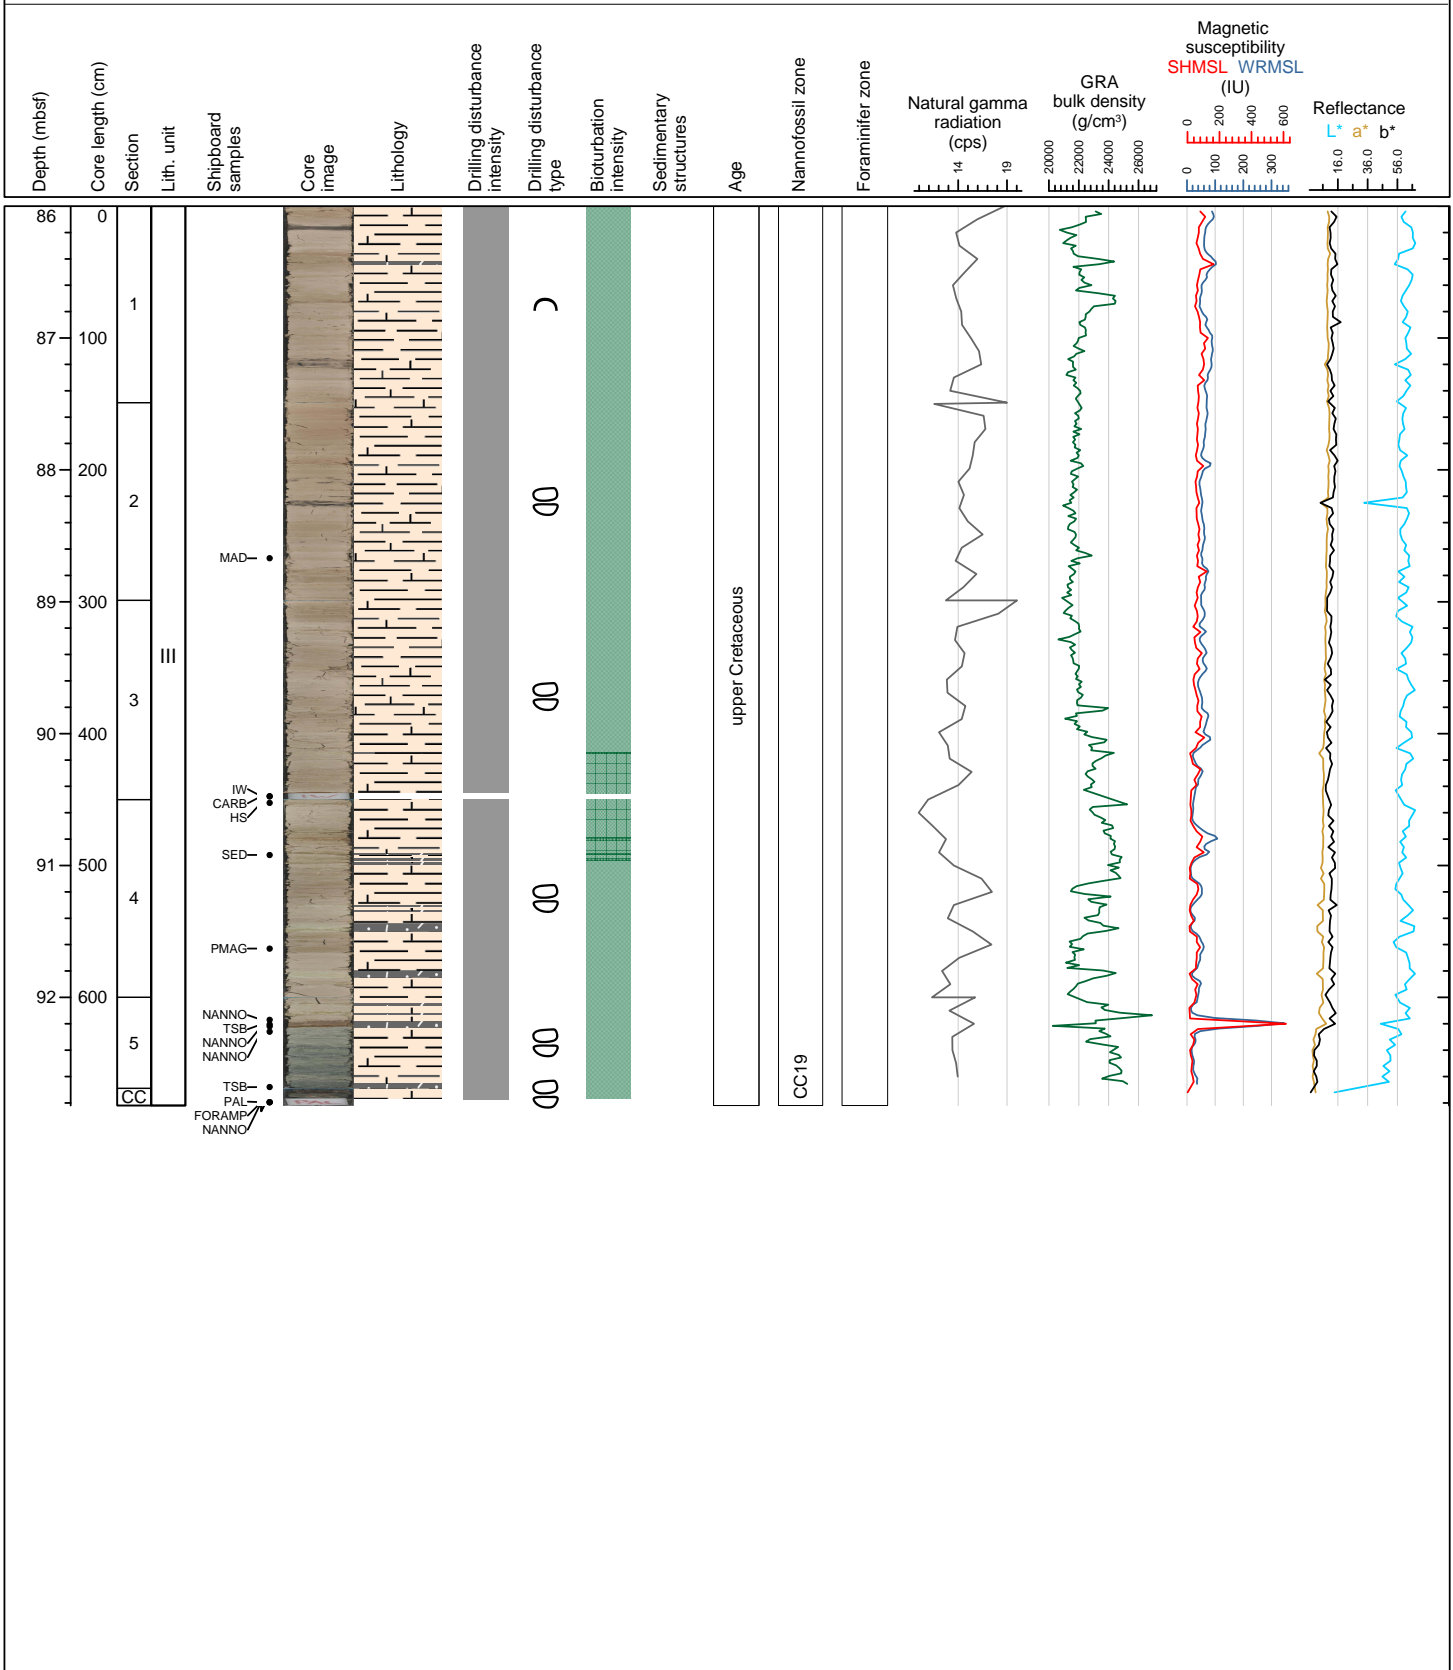 Depth (mbsf)
Core length (cm)
Section
Lith. unit
Shipboard
samples
Core
image
Lithology
Drilling disturbance
intensity
Drilling disturbance
type
Bioturbation
intensity
Sedimentary
structures
Age
Nannofossil zone
Foraminifer zone
Natural gamma
radiation
(cps)
14 19
GRA
bulk density
(g/cm³)
20000 22000 24000 26000
Magnetic
susceptibility
SHMSL WRMSL
(IU)
0 200 400 600
0 100 200 300
Reflectance
L* a* b*
16.0 36.0 56.0
86 0
1
87 100
88 200
2
MAD
89 300
upper Cretaceous
III
3
90 400
IW
CARB
HS
SED
91 500
4
PMAG
92 600
NANNO
TSB
NANNO
NANNO
5
CC19
TSB
CC
PAL
PAL
FORAMP
NANNO